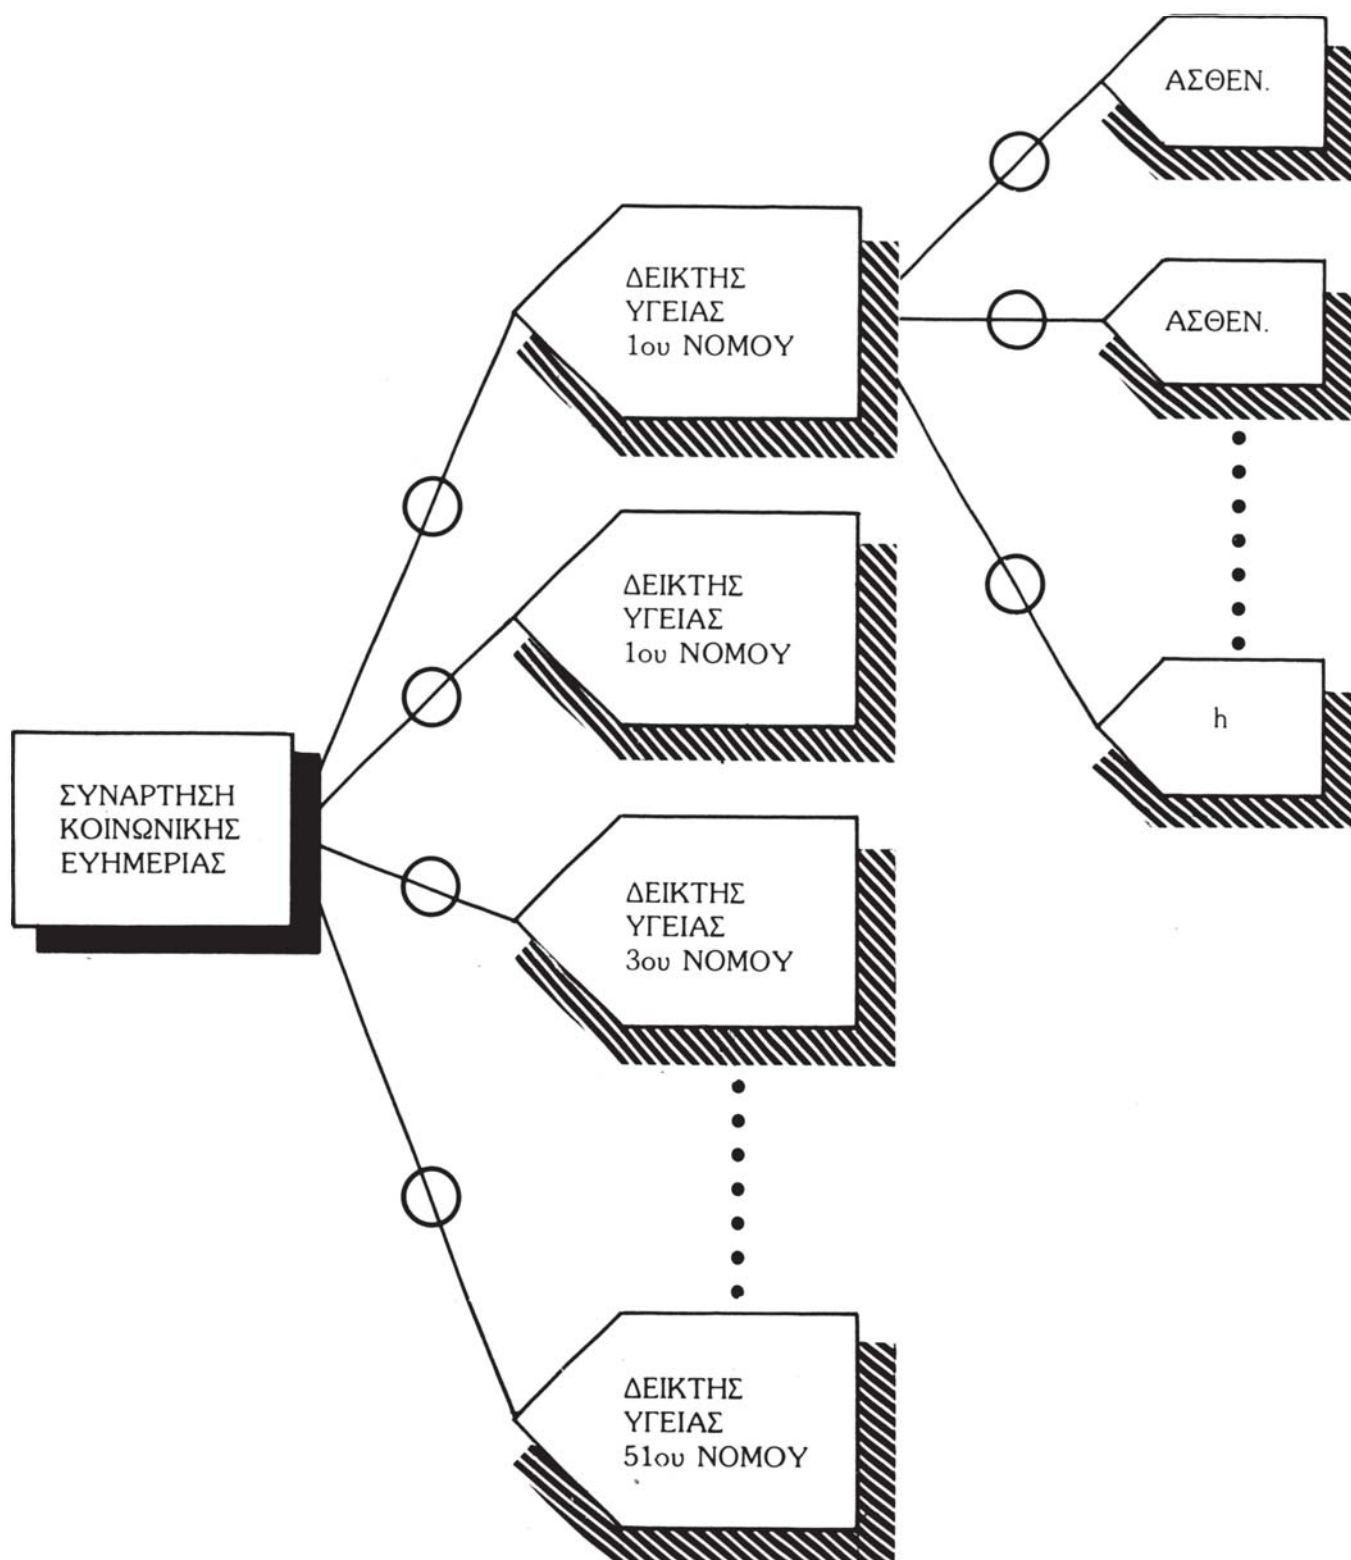 ΑΣΘΕΝ.
ΑΣΘΕΝ.
h
ΔΕΙΚΤΗΣ
ΥΓΕΙΑΣ
1ου ΝΟΜΟΥ
ΔΕΙΚΤΗΣ
ΥΓΕΙΑΣ
1ου ΝΟΜΟΥ
ΣΥΝΑΡΤΗΣΗ
ΚΟΙΝΩΝΙΚΗΣ
ΕΥΗΜΕΡΙΑΣ
ΔΕΙΚΤΗΣ
ΥΓΕΙΑΣ
3ου ΝΟΜΟΥ
ΔΕΙΚΤΗΣ
ΥΓΕΙΑΣ
51ου ΝΟΜΟΥ